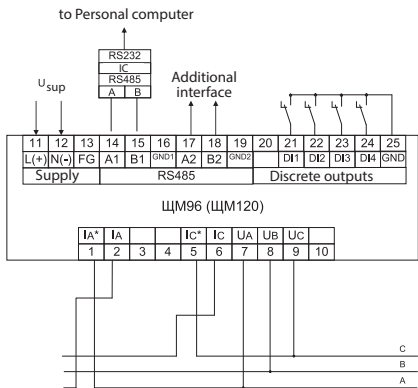 to Personal computer
RS232
IC
RS485
A B
Usup
Additional
interface
11 12 13 14 15 16 17 18 19 20 21 22 23 24 25
L(+) N(-) FG A1 B1 GND1 A2 B2 GND2 DI1 DI2 DI3 DI4 GND
Supply RS485 Discrete outputs
ЩМ96 (ЩМ120)
IA* IA IC* IC UA UB UC
1 2 3 4 5 6 7 8 9 10
C
B
A